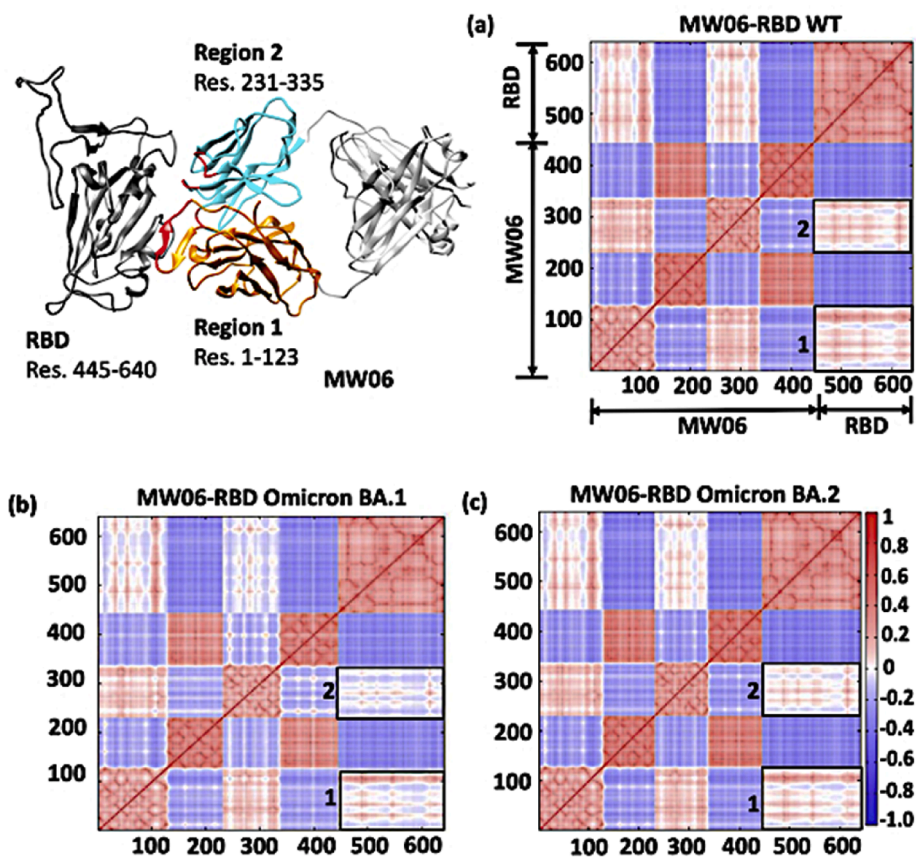 Region 2
Res. 231-335
RBD
Res. 445-640
Region 1
Res. 1-123
MW06
(a)
MW06-RBD WT
RBD
MW06
600
500
400
300
200
100
2
1
100 200 300 400 500 600
MW06
RBD
(b)
MW06-RBD Omicron BA.1
600
500
400
300
200
100
2
1
100 200 300 400 500 600
(c)
MW06-RBD Omicron BA.2
600
500
400
300
200
100
2
1
100 200 300 400 500 600
1
0.8
0.6
0.4
0.2
0
-0.2
-0.4
-0.6
-0.8
-1.0